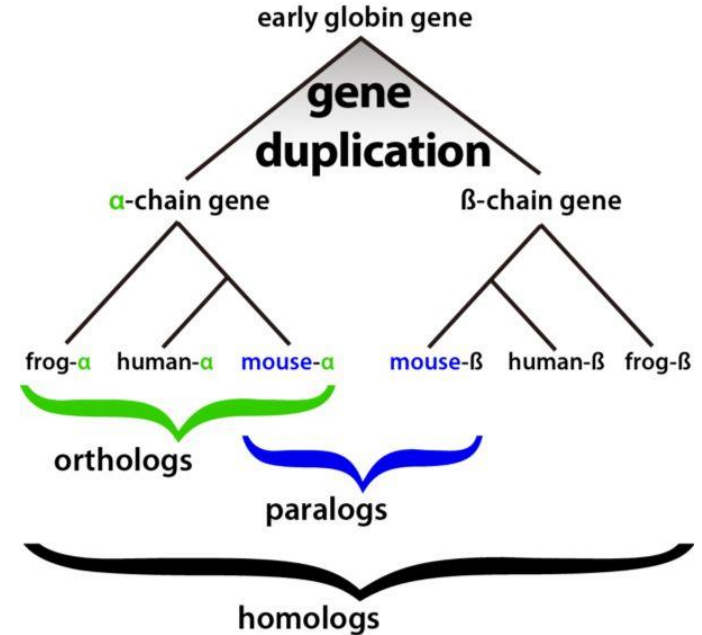 early globin gene
gene
duplication
ɑ-chain gene ß-chain gene
frog-ɑ human-ɑ mouse-ɑ mouse-ß human-ß frog-ß
orthologs
paralogs
homologs